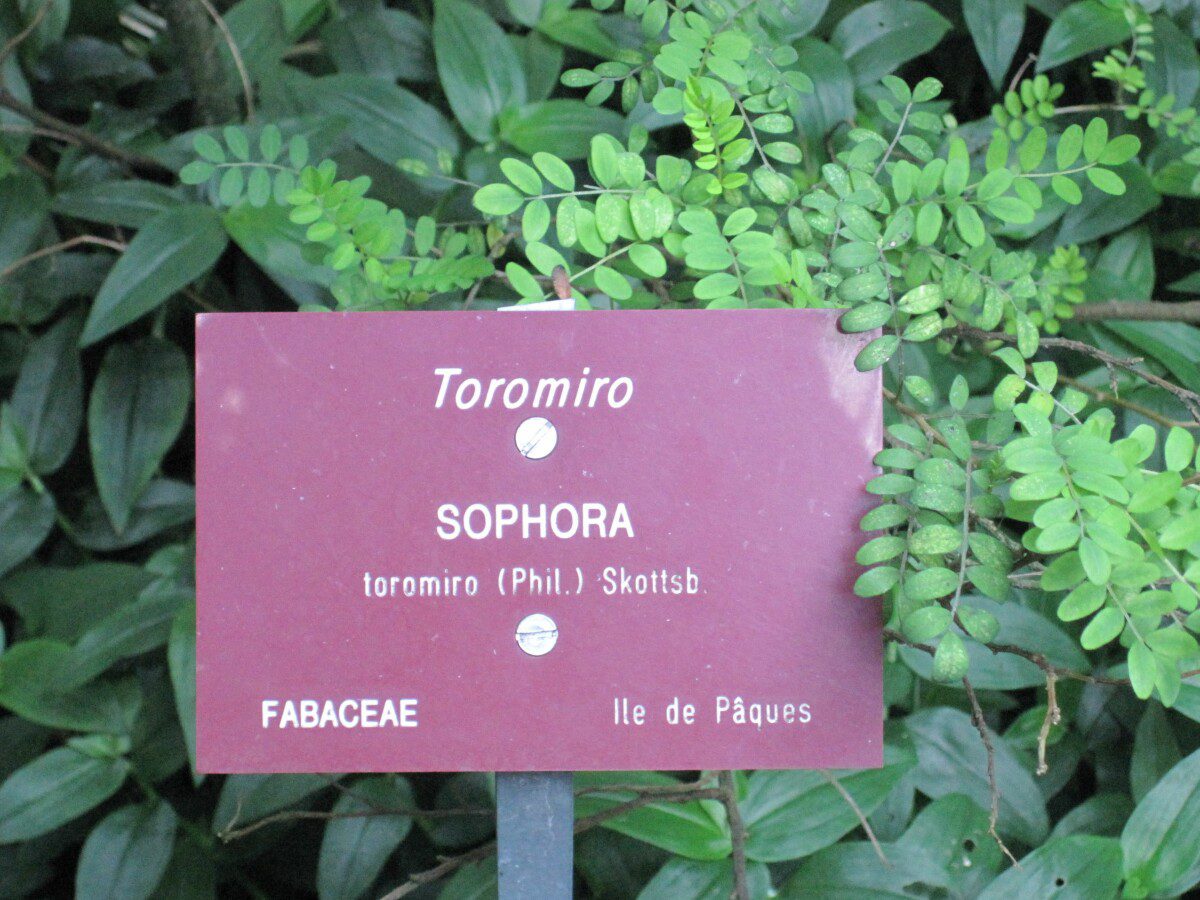 Toromiro
SOPHORA
toromiro (Phil.) Skottsb.
FABACEAE
Ile de Pâques